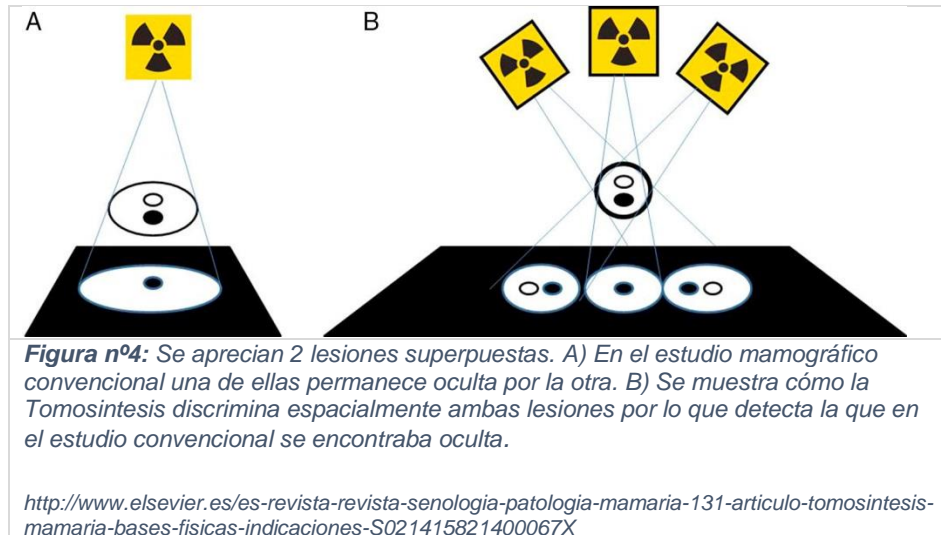 A
B
Figura nº4: Se aprecian 2 lesiones superpuestas. A) En el estudio mamográfico
convencional una de ellas permanece oculta por la otra. B) Se muestra cómo la
Tomosintesis discrimina espacialmente ambas lesiones por lo que detecta la que en
el estudio convencional se encontraba oculta.
http://www.elsevier.es/es-revista-revista-senologia-patologia-mamaria-131-articulo-tomosintesis-
mamaria-bases-fisicas-indicaciones-S021415821400067X